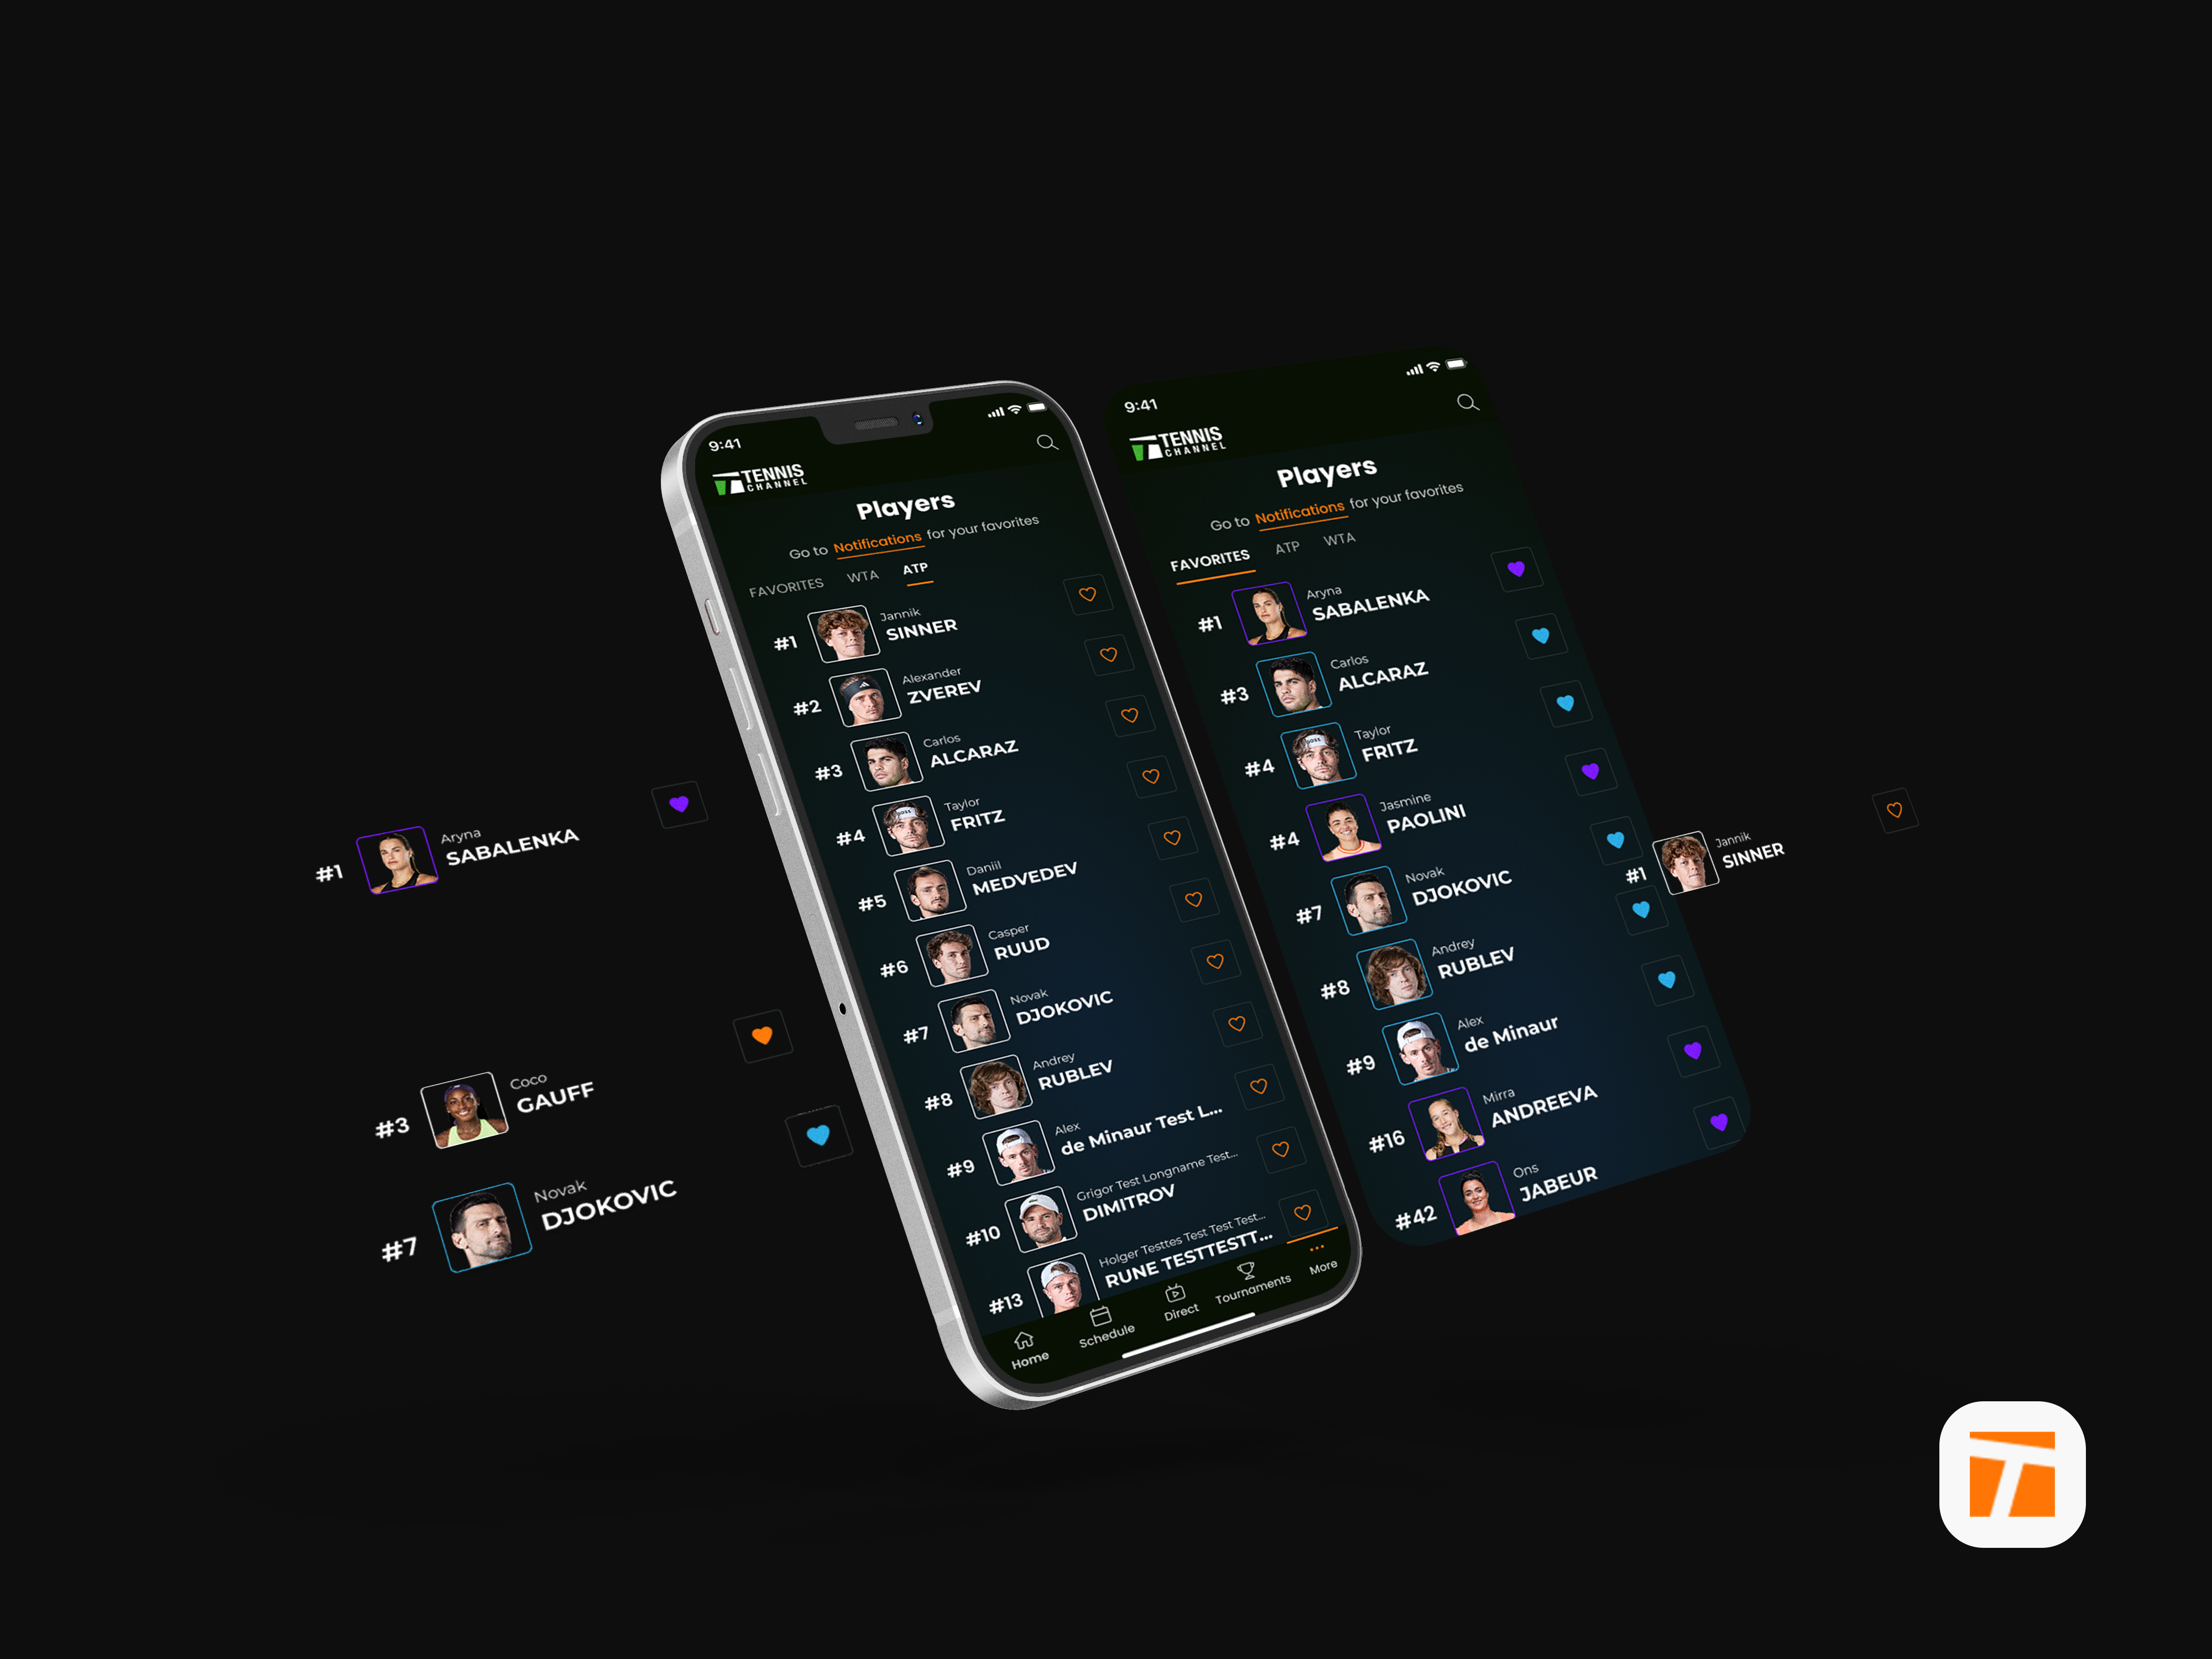 #1
Aryna
SABALENKA
#3
Coco
GAUFF
#7
Novak
DJOKOVIC
9:41
TENNIS
CHANNEL
Players
Go to Notifications for your favorites
FAVORITES WTA ATP
#1
Jannik
SINNER
#2
Alexander
ZVEREV
#3
Carlos
ALCARAZ
#4
Taylor
FRITZ
#5
Daniil
MEDVEDEV
#6
Casper
RUUD
#7
Novak
DJOKOVIC
#8
Andrey
RUBLEV
#9
Alex
de Minaur Test L...
#10
Grigor Test Longname Test...
DIMITROV
#13
Holger Testtes Test Test Test...
RUNE TESTTESTT...
Home Schedule Direct Tournaments More
9:41
TENNIS
CHANNEL
Players
Go to Notifications for your favorites
FAVORITES ATP WTA
#1
Aryna
SABALENKA
#3
Carlos
ALCARAZ
#4
Taylor
FRITZ
BOSS
#4
Jasmine
PAOLINI
#7
Novak
DJOKOVIC
#8
Andrey
RUBLEV
#9
Alex
de Minaur
#16
Mirra
ANDREEVA
#42
Ons
JABEUR
#1
Jannik
SINNER